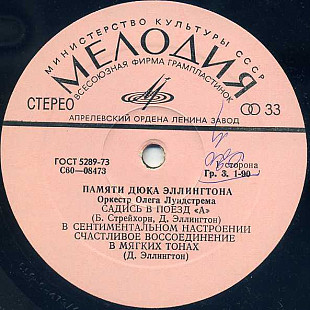 МИНИСТЕРСТВО КУЛЬТУРЫ СССР
МЕЛОДИЯ
ВСЕСОЮЗНАЯ ФИРМА ГРАМПЛАСТИНОК
СТЕРЕО
33
АПРЕЛЕВСКИЙ ОРДЕНА ЛЕНИНА ЗАВОД
ГОСТ 5289-73
С60—08473
сторона
Гр. 3. 1-90
ПАМЯТИ ДЮКА ЭЛЛИНГТОНА
Оркестр Олега Лундстрема
САДИСЬ В ПОЕЗД «А»
(Б. Стрейхорн, Д. Эллингтон)
В СЕНТИМЕНТАЛЬНОМ НАСТРОЕНИИ
СЧАСТЛИВОЕ ВОССОЕДИНЕНИЕ
В МЯГКИХ ТОНАХ
(Д. Эллингтон)